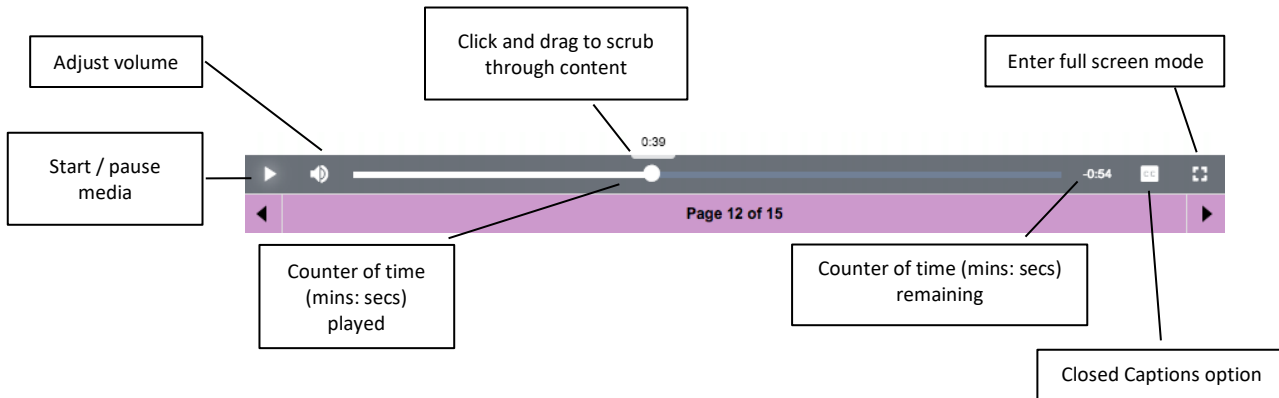 Click and drag to scrub
through content
Adjust volume
Enter full screen mode
Start / pause
media
0:39
-0:54
CC
Page 12 of 15
Counter of time
(mins: secs)
played
Counter of time (mins: secs)
remaining
Closed Captions option